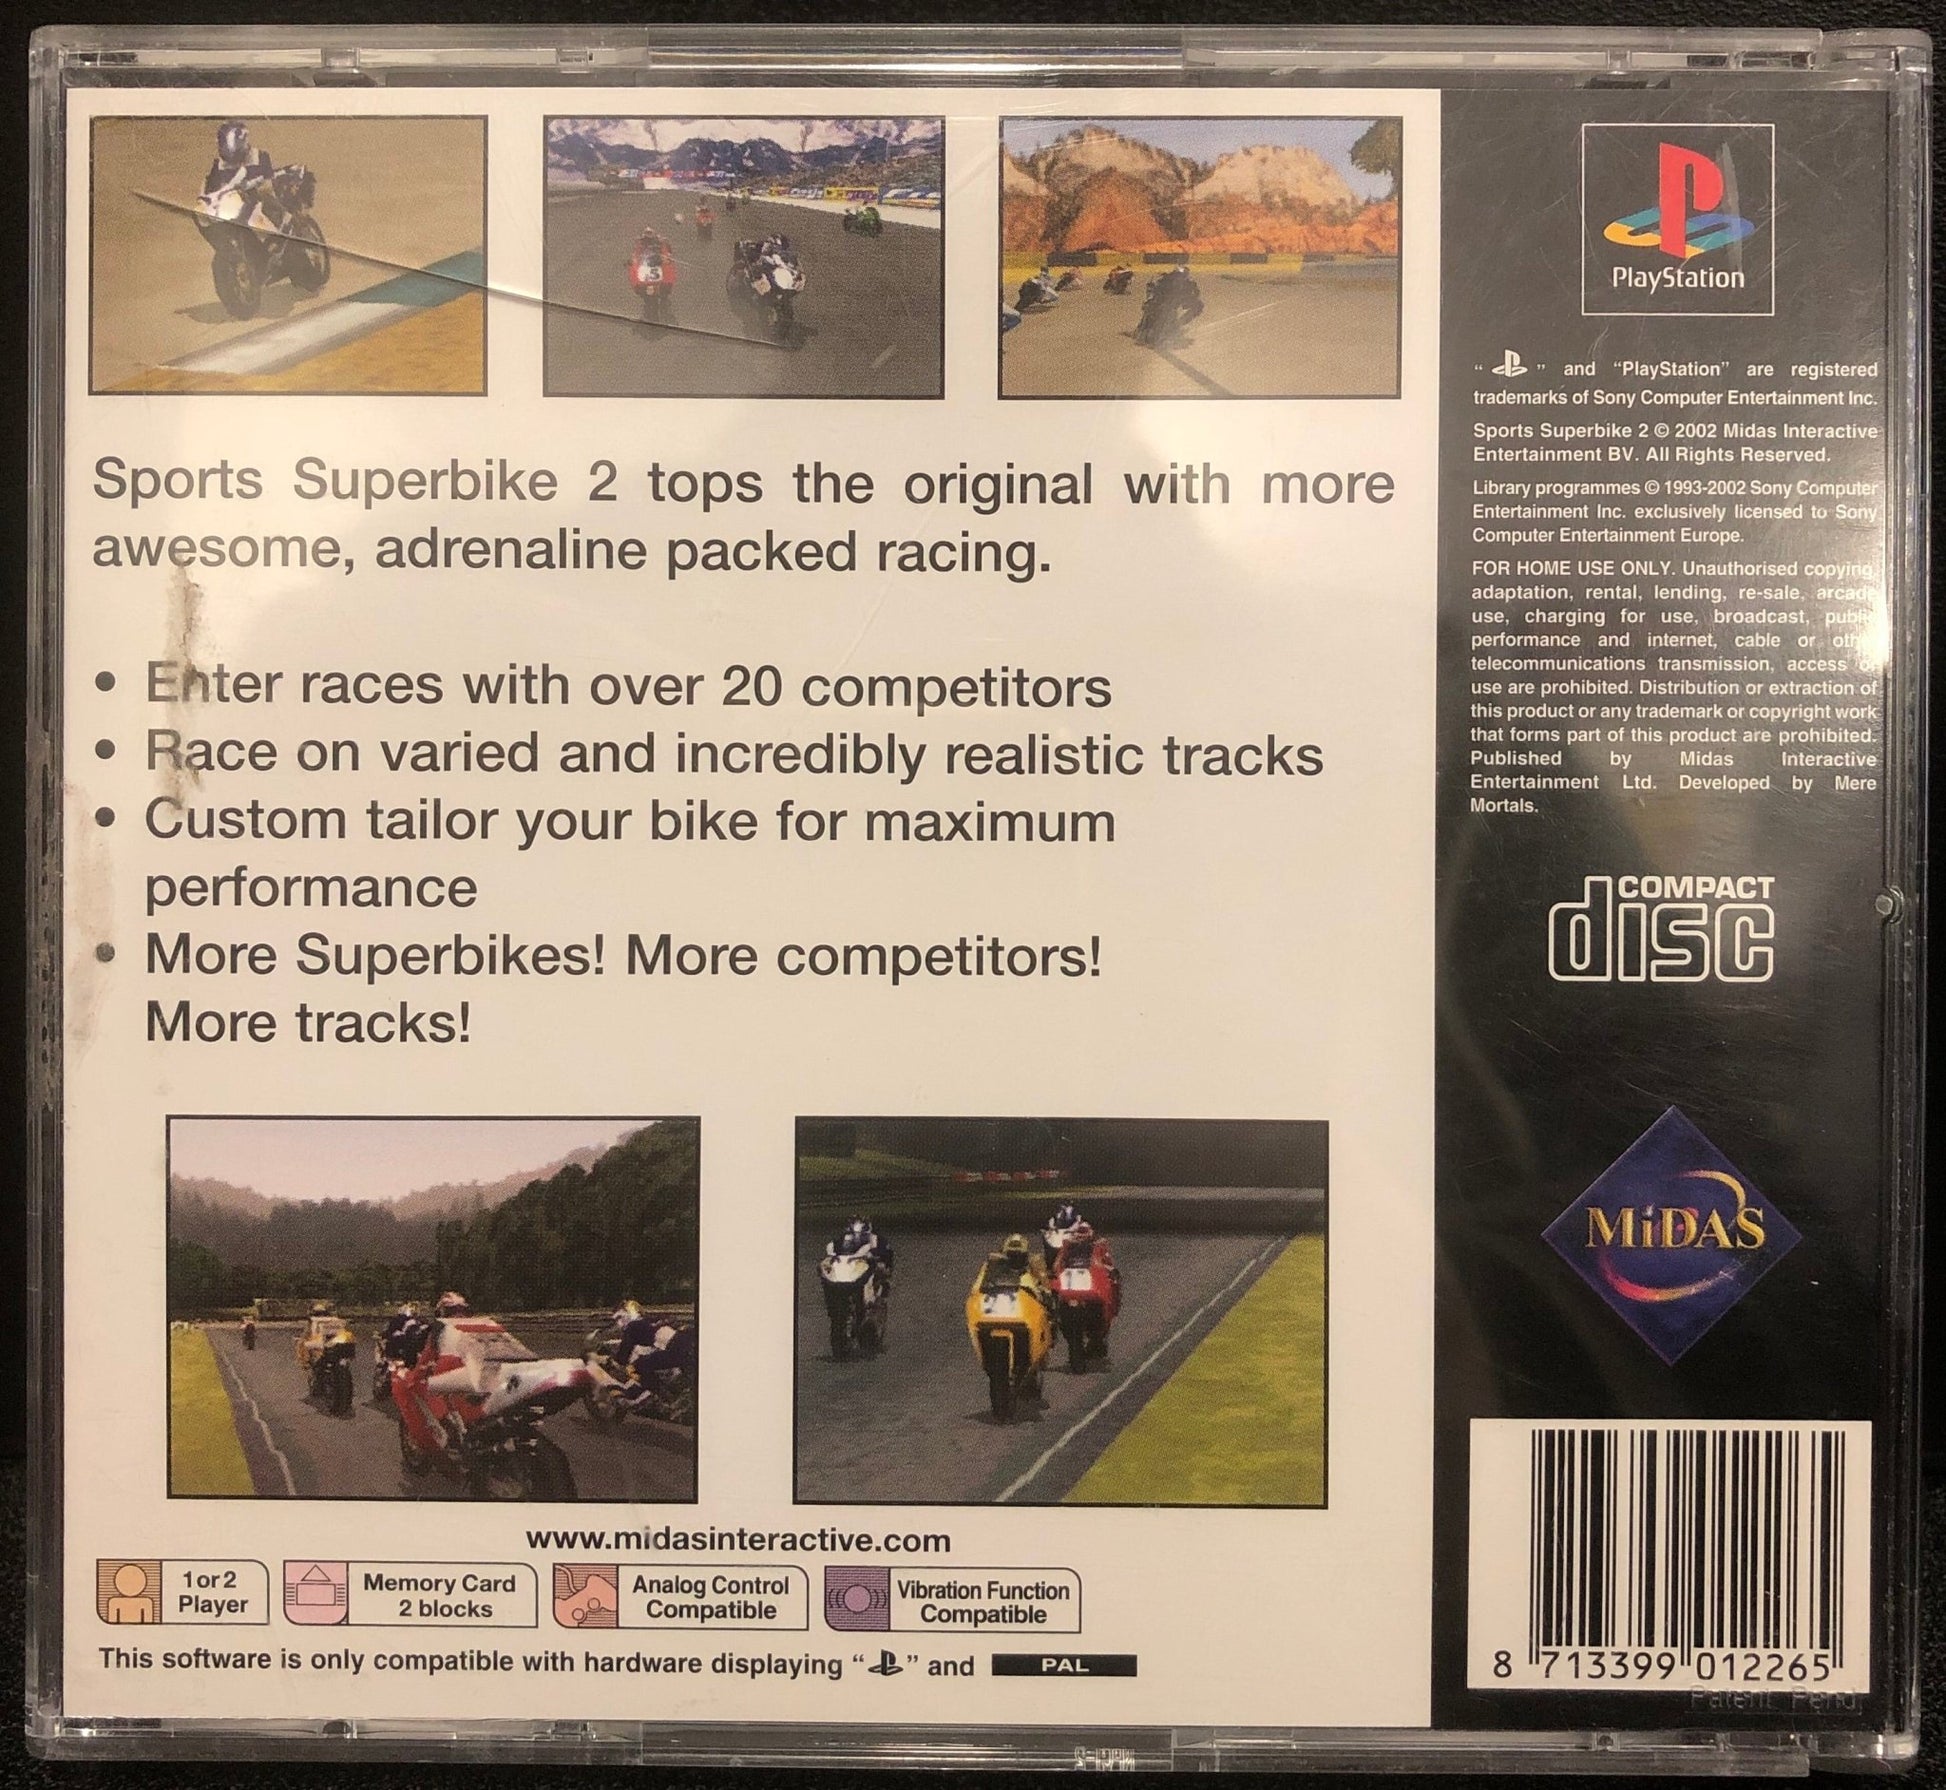 Sports Superbike 2 tops the original with more
awesome, adrenaline packed racing.
• Enter races with over 20 competitors
• Race on varied and incredibly realistic tracks
• Custom tailor your bike for maximum
performance
• More Superbikes! More competitors!
More tracks!
www.midasinteractive.com
1 or 2
Player
Memory Card
2 blocks
Analog Control
Compatible
Vibration Function
Compatible
This software is only compatible with hardware displaying “ ” and PAL
PlayStation
“ ” and “PlayStation” are registered
trademarks of Sony Computer Entertainment Inc.
Sports Superbike 2 © 2002 Midas Interactive
Entertainment BV. All Rights Reserved.
Library programmes © 1993-2002 Sony Computer
Entertainment Inc. exclusively licensed to Sony
Computer Entertainment Europe.
FOR HOME USE ONLY. Unauthorised copying,
adaptation, rental, lending, re-sale, arcade
use, charging for use, broadcast, public
performance and internet, cable or other
telecommunications transmission, access or
use are prohibited. Distribution or extraction of
this product or any trademark or copyright work
that forms part of this product are prohibited.
Published by Midas Interactive
Entertainment Ltd. Developed by Mere
Mortals.
COMPACT
disc
MiDAS
8 713399 012265
Patent Pend